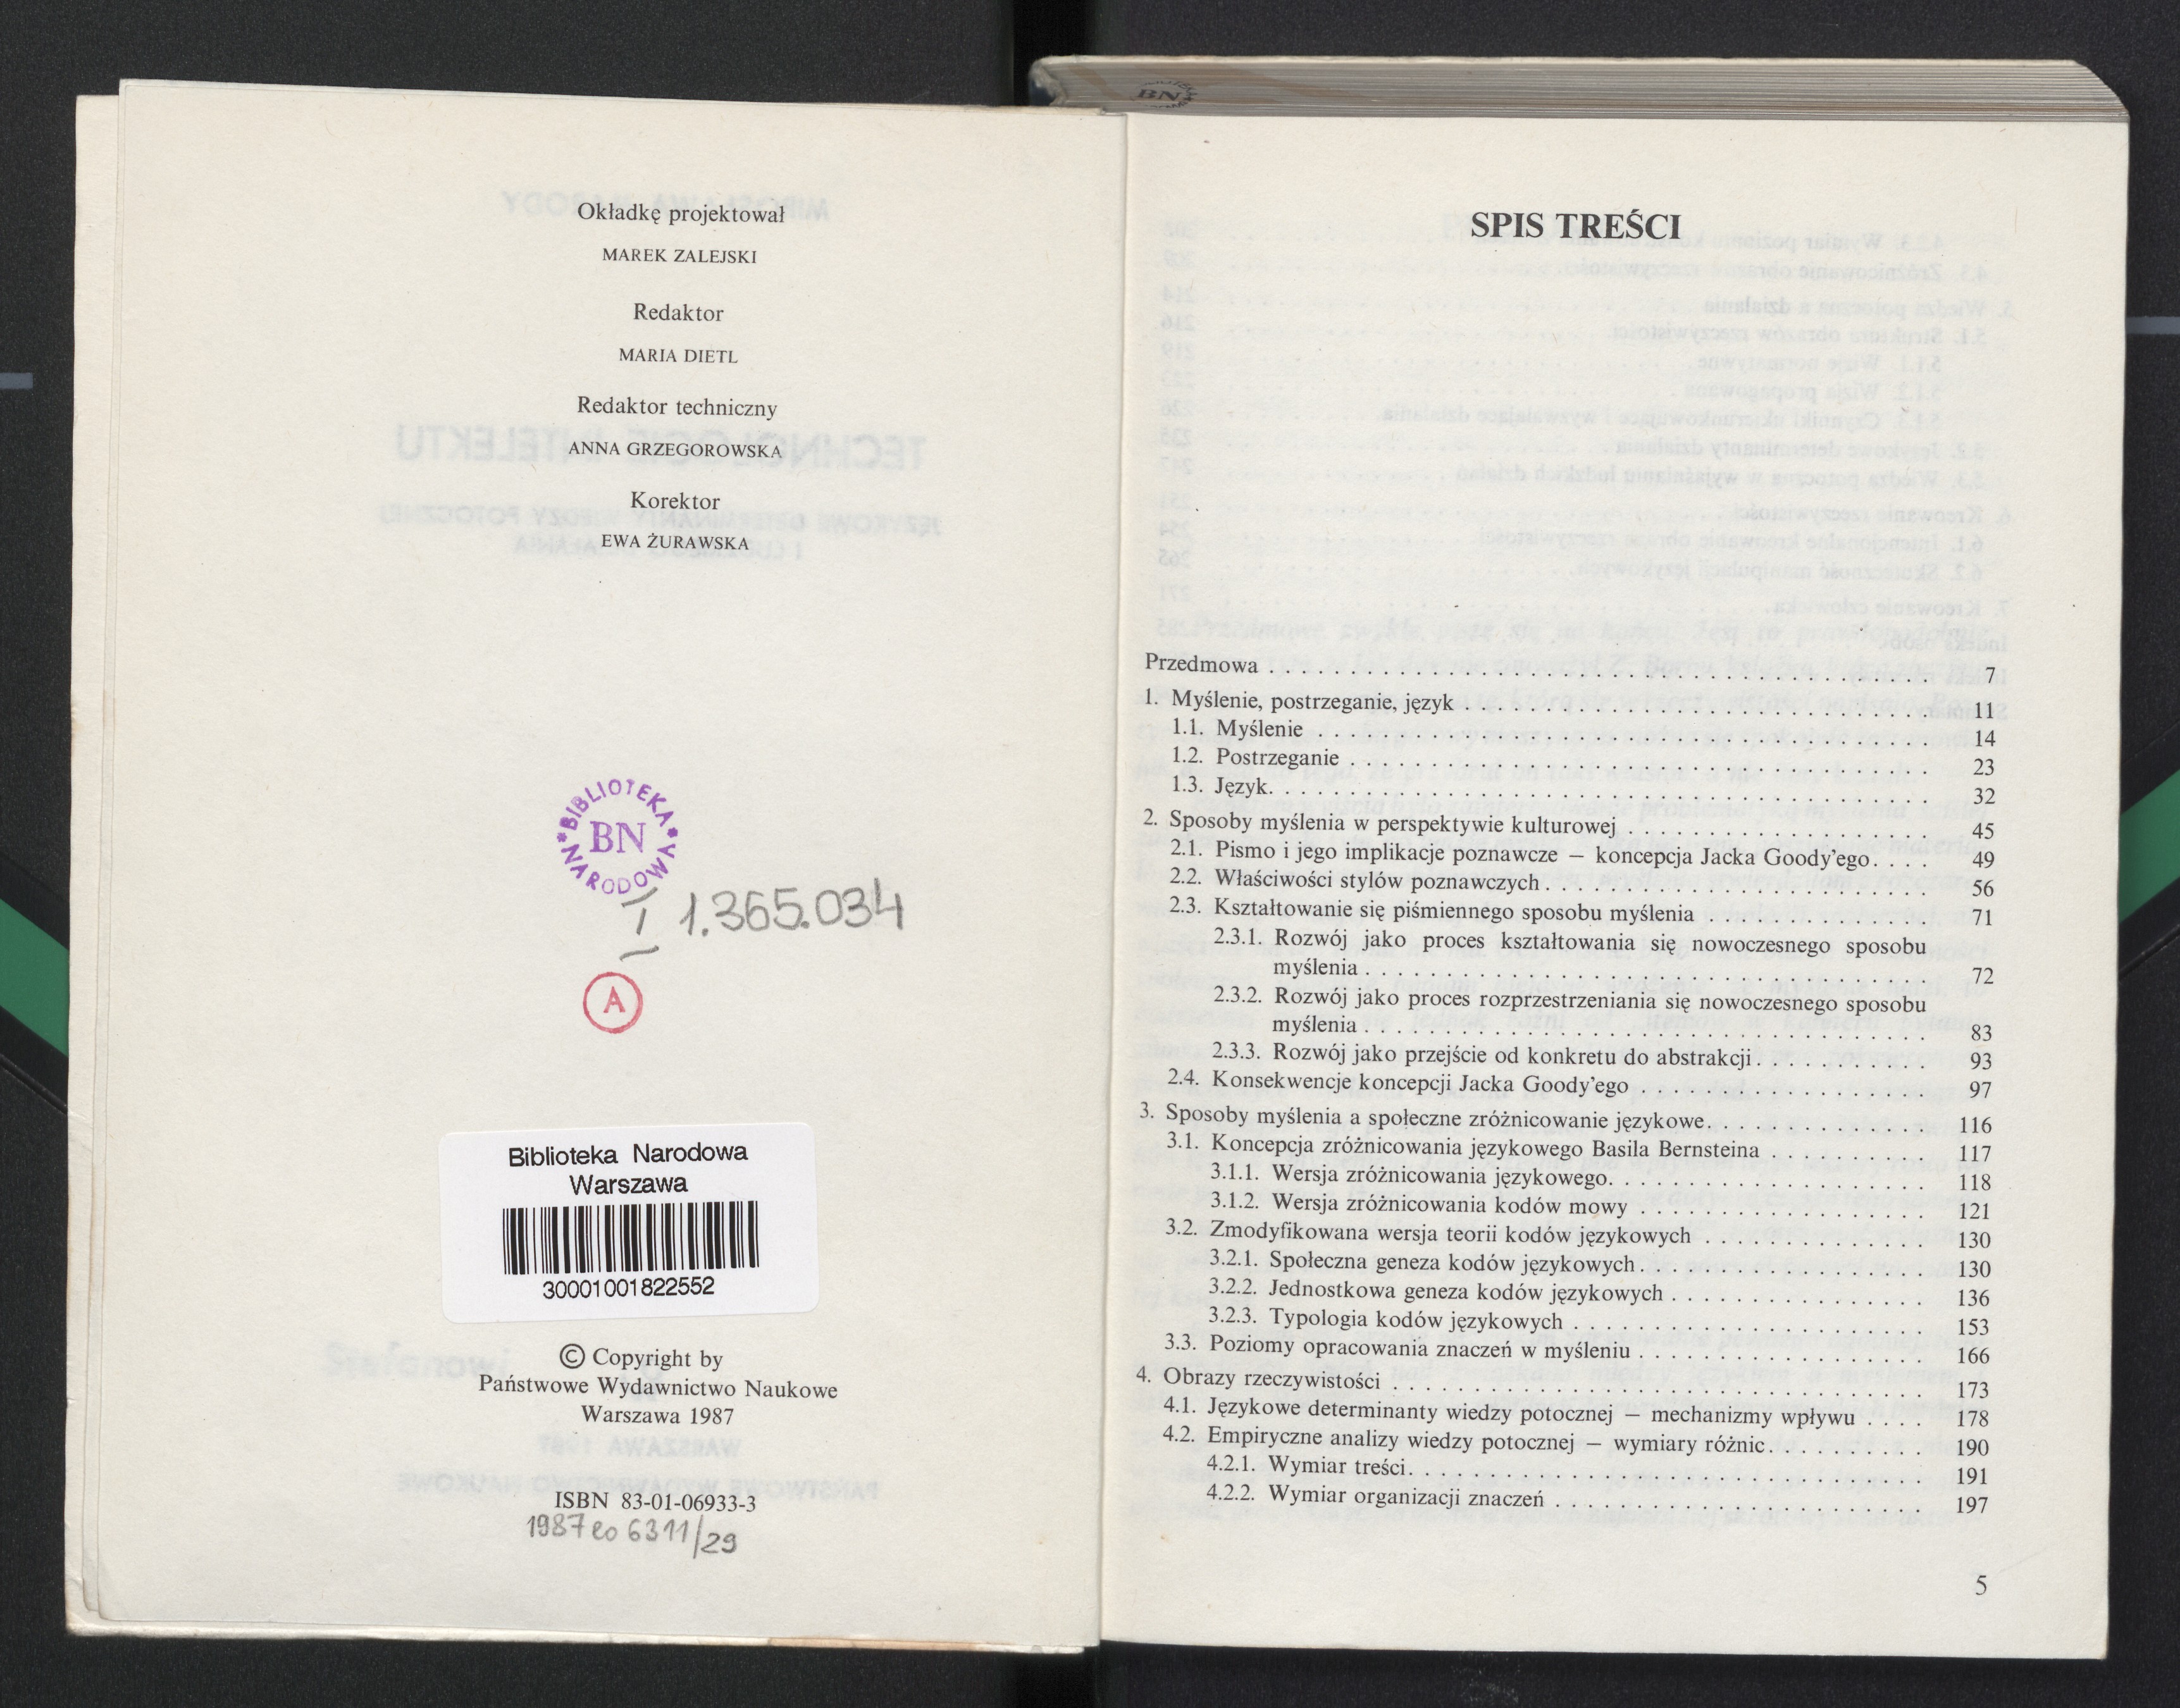 Okładkę projektował
MAREK ZALEJSKI
Redaktor
MARIA DIETL
Redaktor techniczny
ANNA GRZEGOROWSKA
Korektor
EWA ŻURAWSKA
BIBLIOTEKA
BN
NARODOWA
I 1.365.034
A
Biblioteka Narodowa
Warszawa
30001001822552
© Copyright by
Państwowe Wydawnictwo Naukowe
Warszawa 1987
ISBN 83-01-06933-3
1987 eo 6311/29
BN
SPIS TREŚCI
Przedmowa . . . . . . . . . . 7
1. Myślenie, postrzeganie, język . . . . . . . . . . 11
1.1. Myślenie . . . . . . . . . . 14
1.2. Postrzeganie . . . . . . . . . . 23
1.3. Język. . . . . . . . . . . 32
2. Sposoby myślenia w perspektywie kulturowej . . . . . . . . . . 45
2.1. Pismo i jego implikacje poznawcze — koncepcja Jacka Goody'ego. . . . 49
2.2. Właściwości stylów poznawczych . . . . . . . . . . 56
2.3. Kształtowanie się piśmiennego sposobu myślenia . . . . . . . . . . 71
2.3.1. Rozwój jako proces kształtowania się nowoczesnego sposobu
myślenia . . . . . . . . . . 72
2.3.2. Rozwój jako proces rozprzestrzeniania się nowoczesnego sposobu
myślenia . . . . . . . . . . 83
2.3.3. Rozwój jako przejście od konkretu do abstrakcji . . . . . . . . . . 93
2.4. Konsekwencje koncepcji Jacka Goody'ego . . . . . . . . . . 97
3. Sposoby myślenia a społeczne zróżnicowanie językowe. . . . . . . . . . . 116
3.1. Koncepcja zróżnicowania językowego Basila Bernsteina . . . . . . . . . . 117
3.1.1. Wersja zróżnicowania językowego. . . . . . . . . . . 118
3.1.2. Wersja zróżnicowania kodów mowy . . . . . . . . . . 121
3.2. Zmodyfikowana wersja teorii kodów językowych . . . . . . . . . . 130
3.2.1. Społeczna geneza kodów językowych . . . . . . . . . . 130
3.2.2. Jednostkowa geneza kodów językowych . . . . . . . . . . 136
3.2.3. Typologia kodów językowych . . . . . . . . . . 153
3.3. Poziomy opracowania znaczeń w myśleniu . . . . . . . . . . 166
4. Obrazy rzeczywistości . . . . . . . . . . 173
4.1. Językowe determinanty wiedzy potocznej — mechanizmy wpływu . . . . 178
4.2. Empiryczne analizy wiedzy potocznej — wymiary różnic. . . . . . . . . . 190
4.2.1. Wymiar treści. . . . . . . . . . . 191
4.2.2. Wymiar organizacji znaczeń . . . . . . . . . . 197
5